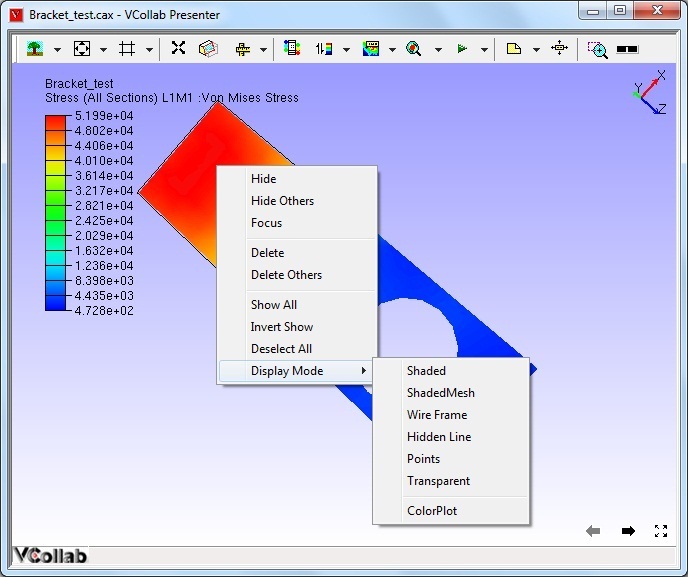 Bracket_test.cax - VCollab Presenter
Bracket_test
Stress (All Sections) L1M1 :Von Mises Stress
5.199e+04
4.802e+04
4.406e+04
4.010e+04
3.614e+04
3.217e+04
2.821e+04
2.425e+04
2.029e+04
1.632e+04
1.236e+04
8.398e+03
4.435e+03
4.728e+02
X
Y
Z
Hide
Hide Others
Focus
Delete
Delete Others
Show All
Invert Show
Deselect All
Display Mode
Shaded
ShadedMesh
Wire Frame
Hidden Line
Points
Transparent
ColorPlot
VCollab